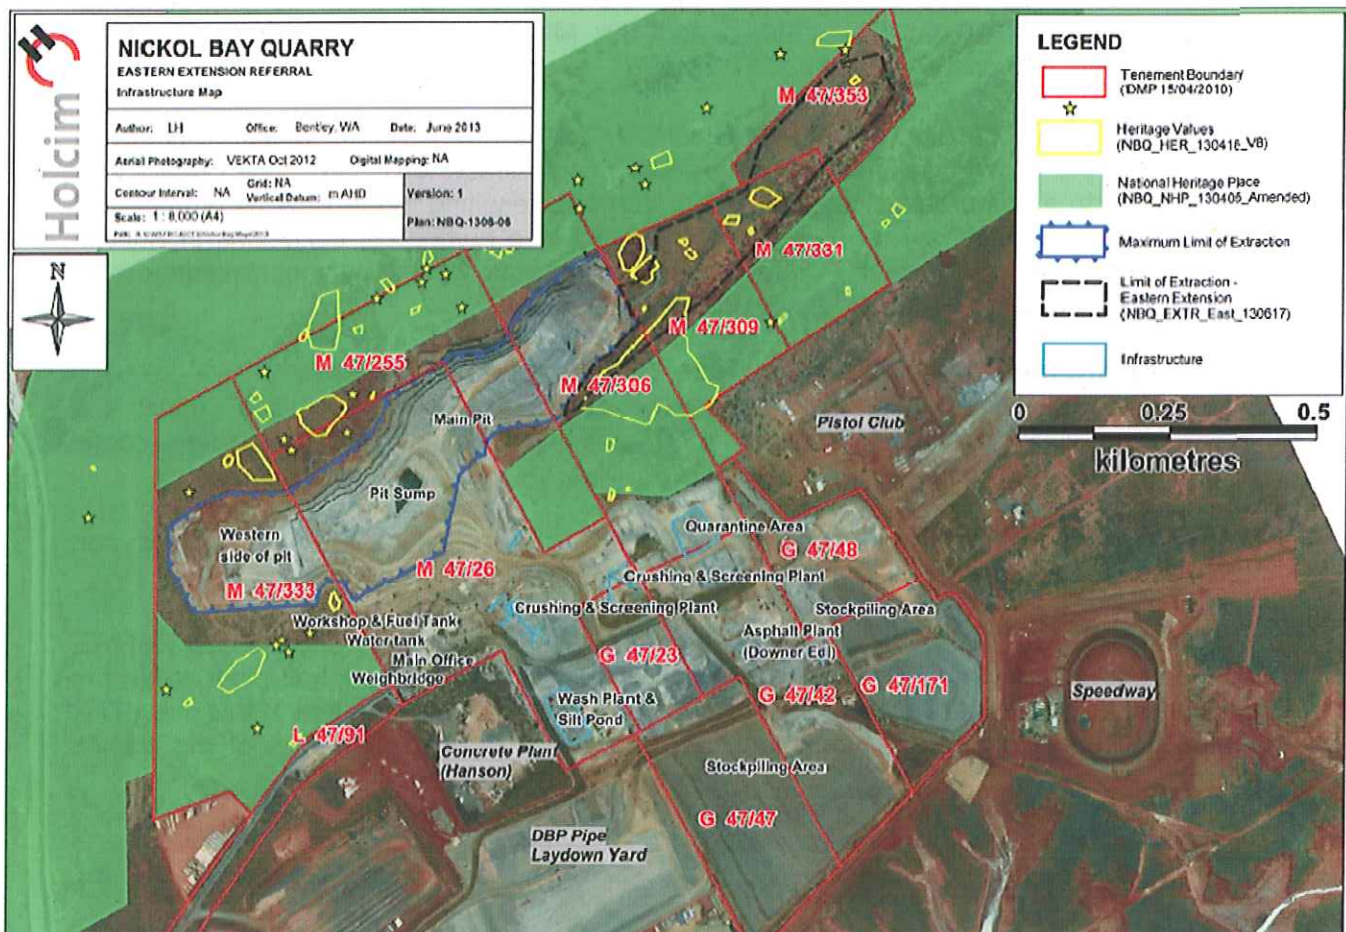 Holcim
NICKOL BAY QUARRY
EASTERN EXTENSION REFERRAL
Infrastructure Map
Author: LH Office: Bentley, WA Date: June 2013
Aerial Photography: VEKTA Oct 2012 Digital Mapping: NA
Contour Interval: NA Grid: NA
Vertical Datum: m AHD
Version: 1
Scale: 1 : 8,000 (A4)
Plan: NBQ-1306-06
N
LEGEND
Tenement Boundary
(DMP 15/04/2010)
Heritage Values
(NBQ_HER_130416_V8)
National Heritage Place
(NBQ_NHP_130405_Amended)
Maximum Limit of Extraction
Limit of Extraction -
Eastern Extension
(NBQ_EXTR_East_130617)
Infrastructure
0 0.25 0.5
kilometres
M 47/353
M 47/331
M 47/309
M 47/255
M 47/306
Main Pit
Pistol Club
Pit Sump
Western
side of pit
Quarantine Area
G 47/48
M 47/26
M 47/333
Crushing & Screening Plant
Crushing & Screening Plant
Stockpiling Area
Workshop & Fuel Tank
Water tank
Asphalt Plant
(Downer Edi)
Main Office
Weighbridge
G 47/23
G 47/42
G 47/171
Speedway
Wash Plant &
Silt Pond
L 47/91
Concrete Plant
(Hanson)
Stockpiling Area
G 47/47
DBP Pipe
Laydown Yard